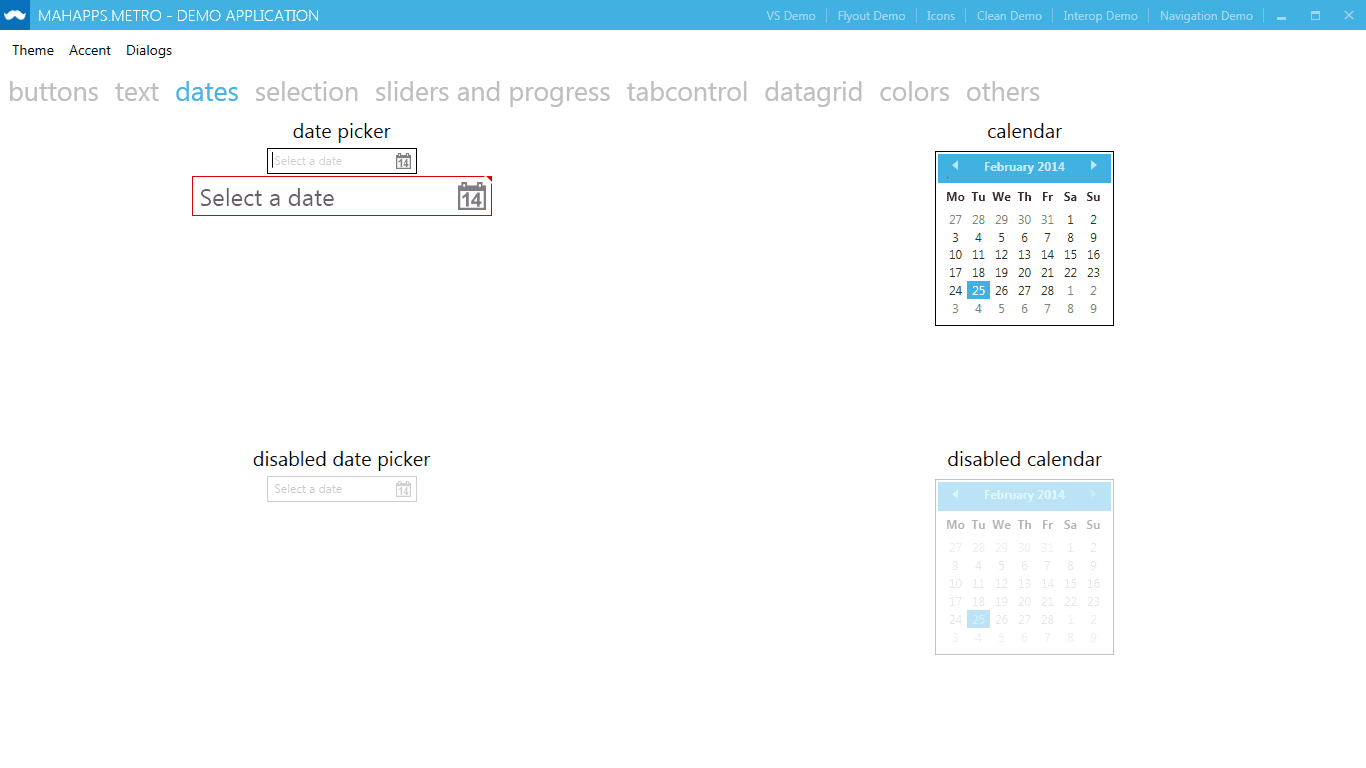 MAHAPPS.METRO - DEMO APPLICATION VS Demo Flyout Demo Icons Clean Demo Interop Demo Navigation Demo
Theme Accent Dialogs
buttons text dates selection sliders and progress tabcontrol datagrid colors others
date picker
Select a date 14
Select a date 14
calendar
February 2014
Mo Tu We Th Fr Sa Su
27 28 29 30 31 1 2
3 4 5 6 7 8 9
10 11 12 13 14 15 16
17 18 19 20 21 22 23
24 25 26 27 28 1 2
3 4 5 6 7 8 9
disabled date picker
Select a date 14
disabled calendar
February 2014
Mo Tu We Th Fr Sa Su
27 28 29 30 31 1 2
3 4 5 6 7 8 9
10 11 12 13 14 15 16
17 18 19 20 21 22 23
24 25 26 27 28 1 2
3 4 5 6 7 8 9